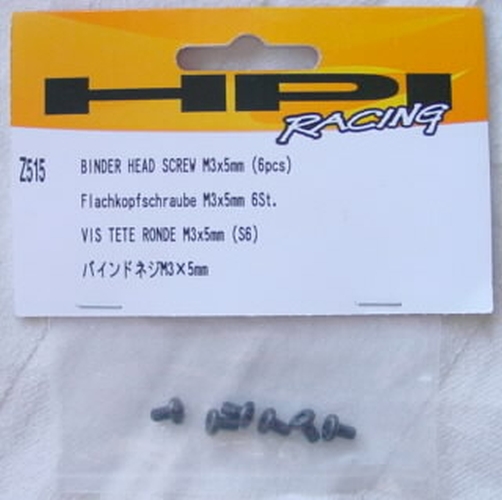 HPI
RACING
Z515
BINDER HEAD SCREW M3x5mm (6pcs)
Flachkopfschraube M3x5mm 6St.
VIS TETE RONDE M3x5mm (S6)
バインドネジM3×5mm